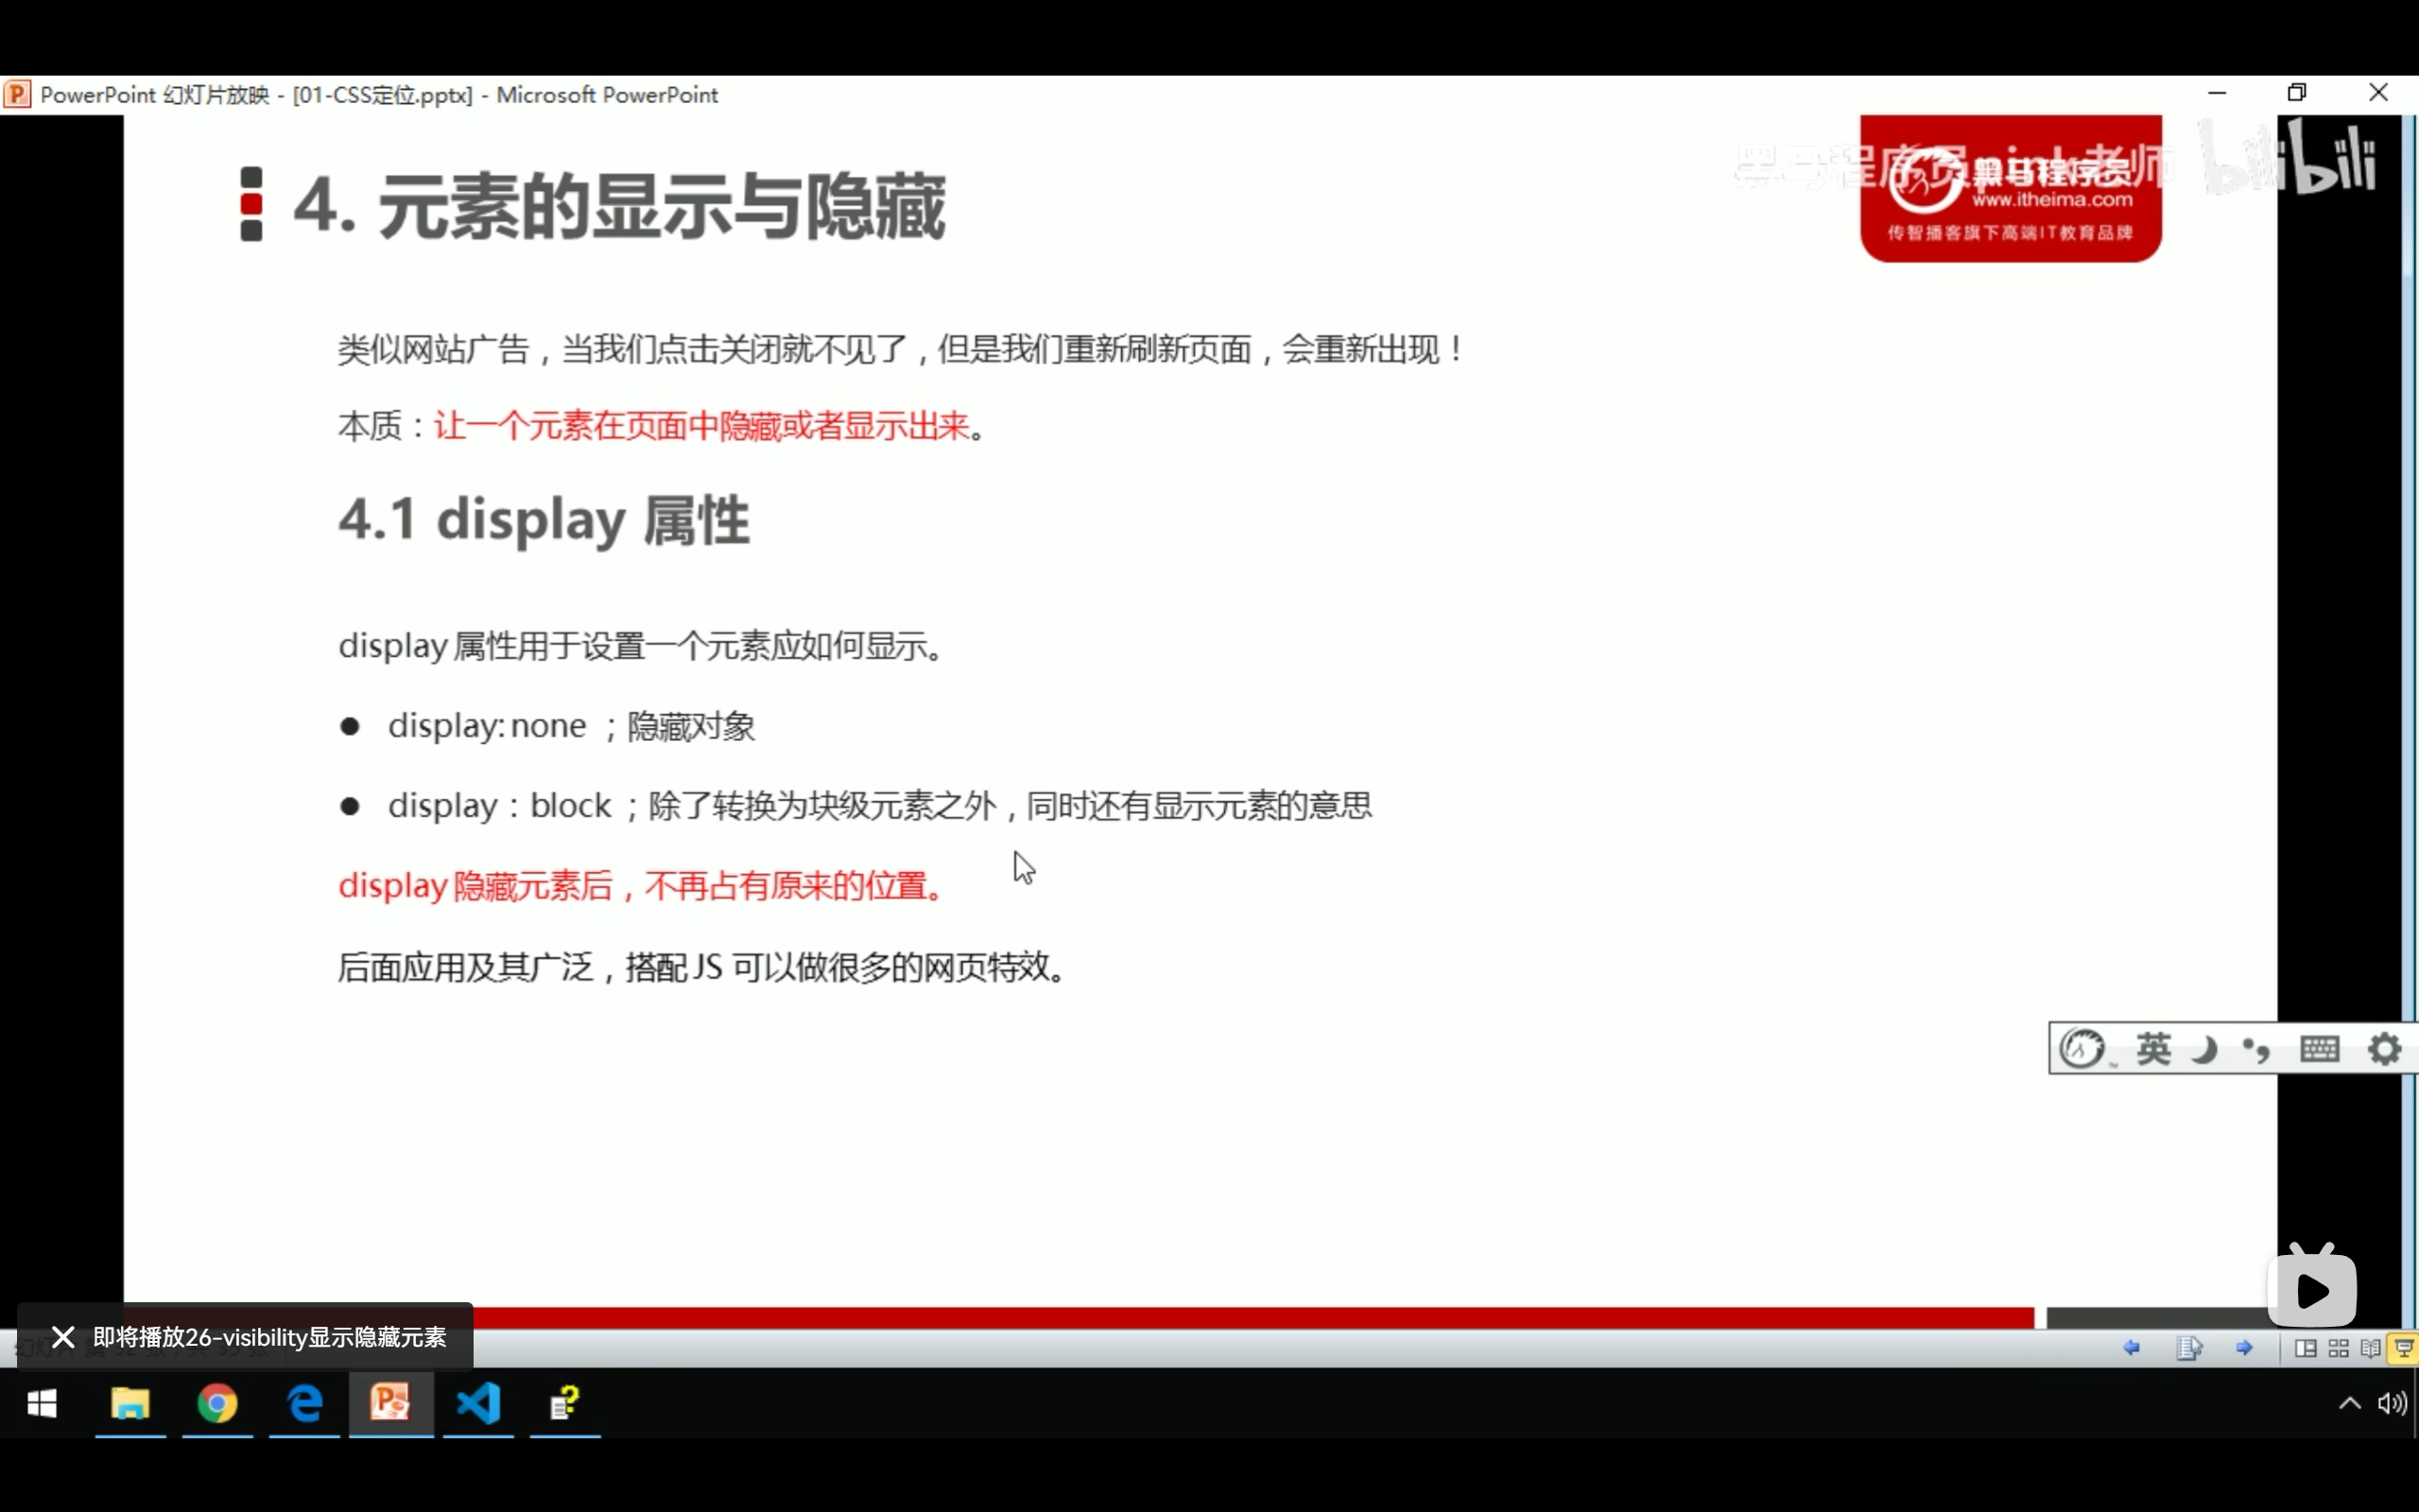 PowerPoint 幻灯片放映 - [01-CSS定位.pptx] - Microsoft PowerPoint
黑马程序员pink老师
bilibili
黑马程序员
www.itheima.com
传智播客旗下高端IT教育品牌
4. 元素的显示与隐藏
类似网站广告，当我们点击关闭就不见了，但是我们重新刷新页面，会重新出现！
本质：让一个元素在页面中隐藏或者显示出来。
4.1 display 属性
display 属性用于设置一个元素应如何显示。
● display: none ；隐藏对象
● display：block ；除了转换为块级元素之外，同时还有显示元素的意思
display 隐藏元素后，不再占有原来的位置。
后面应用及其广泛，搭配 JS 可以做很多的网页特效。
英
即将播放26-visibility显示隐藏元素